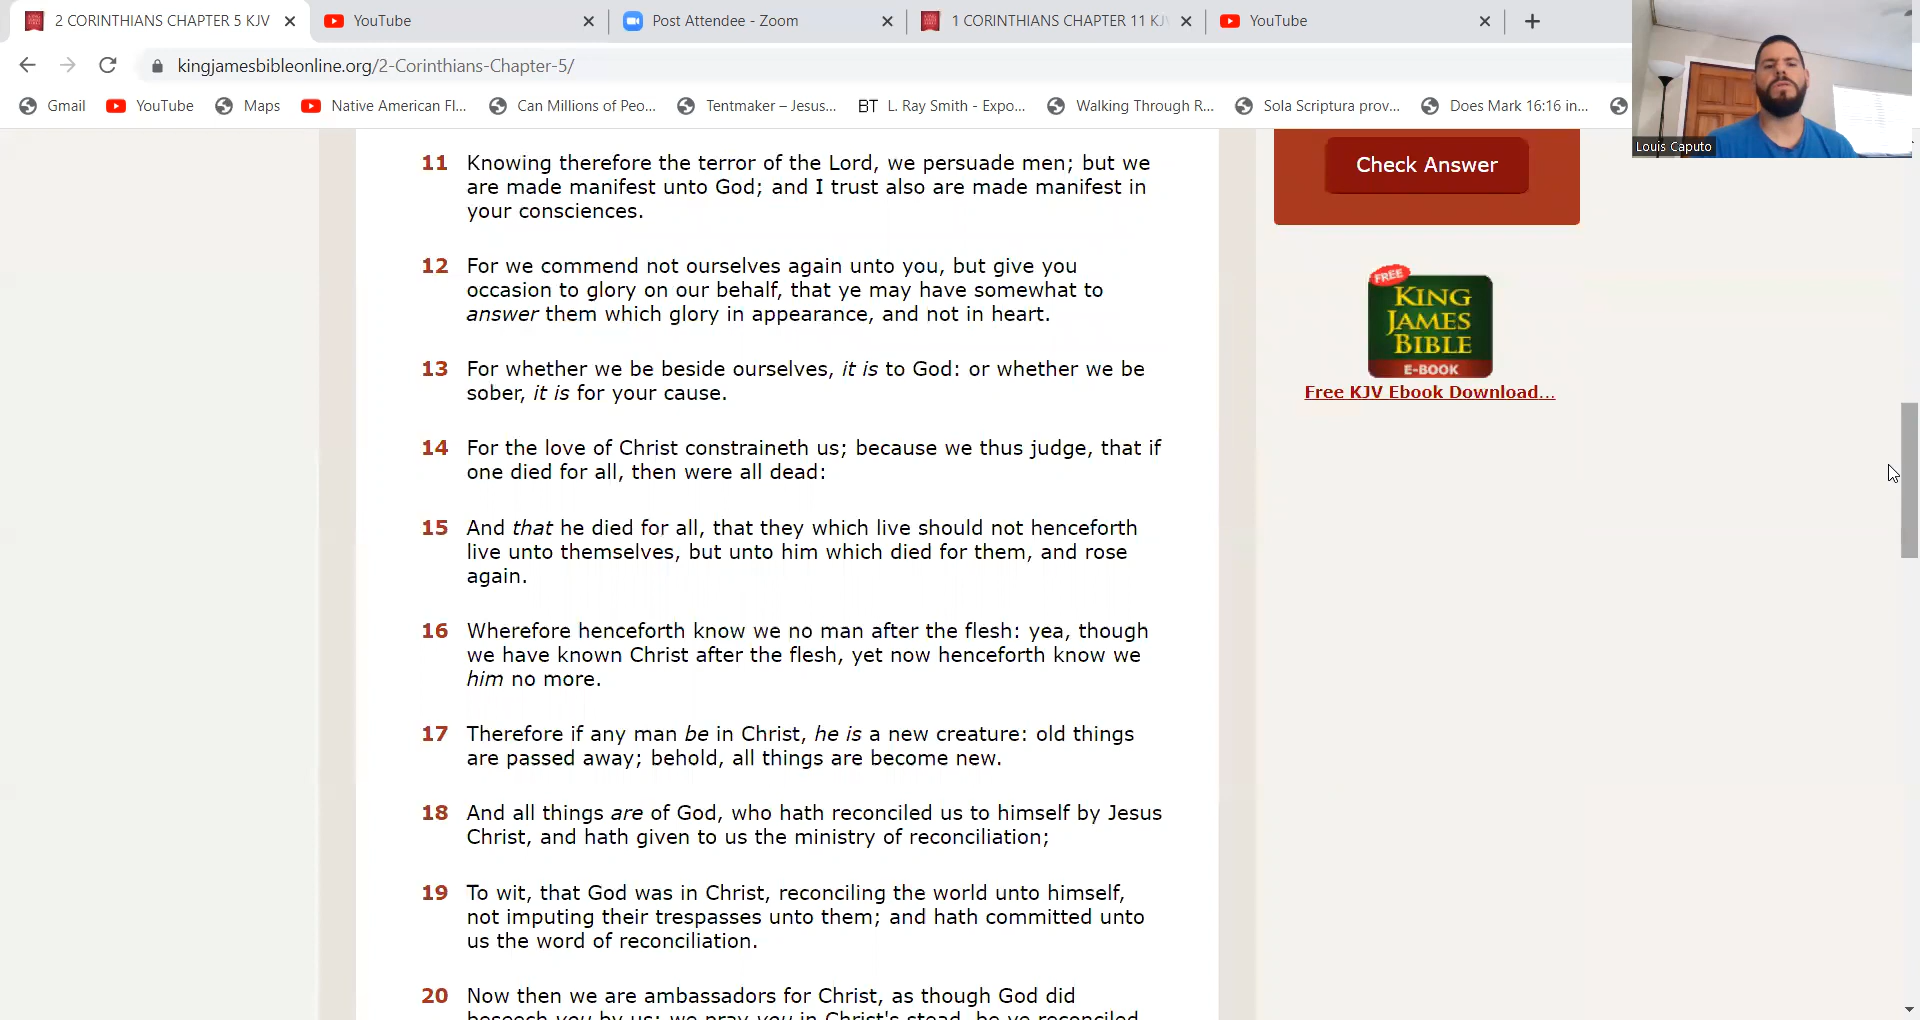 2 CORINTHIANS CHAPTER 5 KJV
YouTube
Post Attendee - Zoom
1 CORINTHIANS CHAPTER 11 KJV
YouTube
kingjamesbibleonline.org/2-Corinthians-Chapter-5/
Gmail
YouTube
Maps
Native American Fl...
Can Millions of Peo...
Tentmaker – Jesus...
BT L. Ray Smith - Expo...
Walking Through R...
Sola Scriptura prov...
Does Mark 16:16 in...
Louis Caputo
11 Knowing therefore the terror of the Lord, we persuade men; but we
are made manifest unto God; and I trust also are made manifest in
your consciences.
12 For we commend not ourselves again unto you, but give you
occasion to glory on our behalf, that ye may have somewhat to
answer them which glory in appearance, and not in heart.
13 For whether we be beside ourselves, it is to God: or whether we be
sober, it is for your cause.
14 For the love of Christ constraineth us; because we thus judge, that if
one died for all, then were all dead:
15 And that he died for all, that they which live should not henceforth
live unto themselves, but unto him which died for them, and rose
again.
16 Wherefore henceforth know we no man after the flesh: yea, though
we have known Christ after the flesh, yet now henceforth know we
him no more.
17 Therefore if any man be in Christ, he is a new creature: old things
are passed away; behold, all things are become new.
18 And all things are of God, who hath reconciled us to himself by Jesus
Christ, and hath given to us the ministry of reconciliation;
19 To wit, that God was in Christ, reconciling the world unto himself,
not imputing their trespasses unto them; and hath committed unto
us the word of reconciliation.
20 Now then we are ambassadors for Christ, as though God did
beseech you by us: we pray you in Christ's stead, be ye reconciled
Check Answer
FREE
KING
JAMES
BIBLE
E-BOOK
Free KJV Ebook Download...